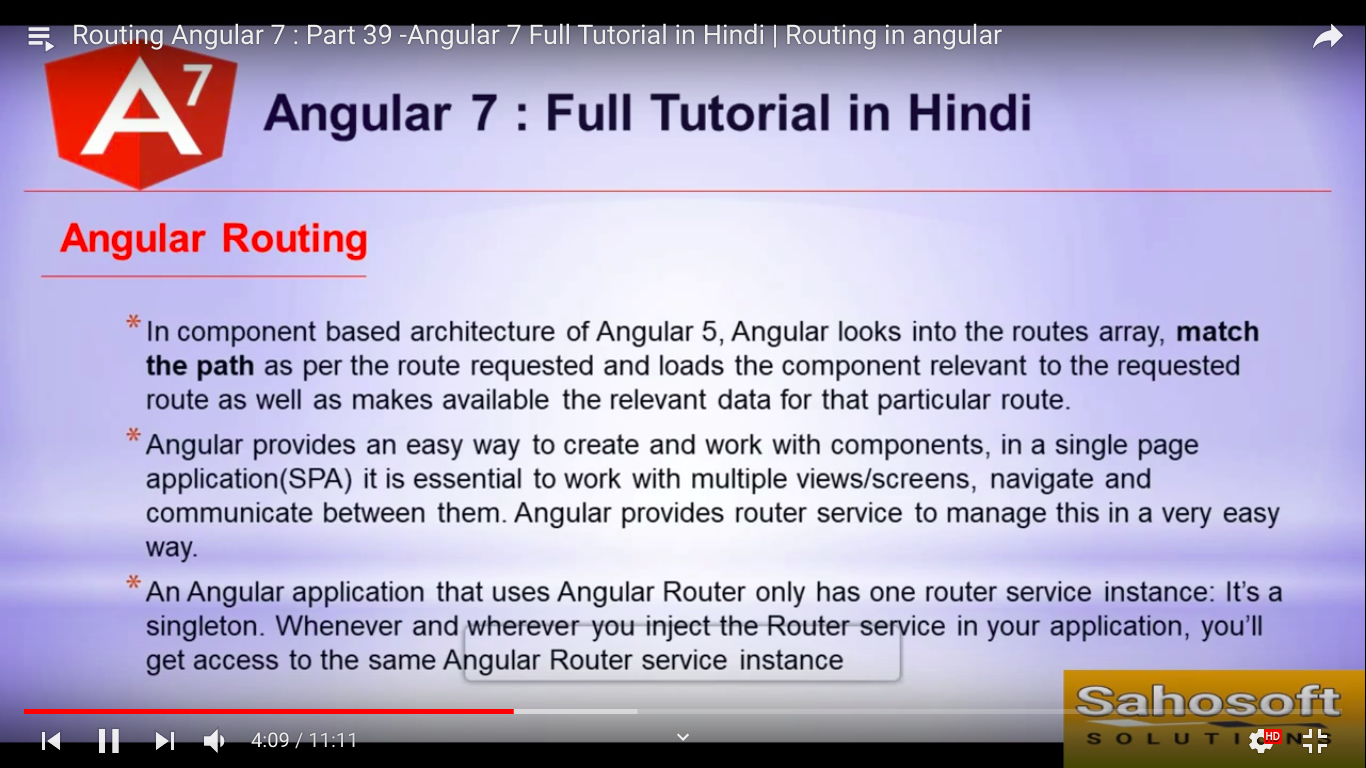 Routing Angular 7 : Part 39 -Angular 7 Full Tutorial in Hindi | Routing in angular
A 7
Angular 7 : Full Tutorial in Hindi
Angular Routing
* In component based architecture of Angular 5, Angular looks into the routes array, match
the path as per the route requested and loads the component relevant to the requested
route as well as makes available the relevant data for that particular route.
* Angular provides an easy way to create and work with components, in a single page
application(SPA) it is essential to work with multiple views/screens, navigate and
communicate between them. Angular provides router service to manage this in a very easy
way.
* An Angular application that uses Angular Router only has one router service instance: It’s a
singleton. Whenever and wherever you inject the Router service in your application, you’ll
get access to the same Angular Router service instance
Sahosoft
SOLUTIONS
4:09 / 11:11
HD